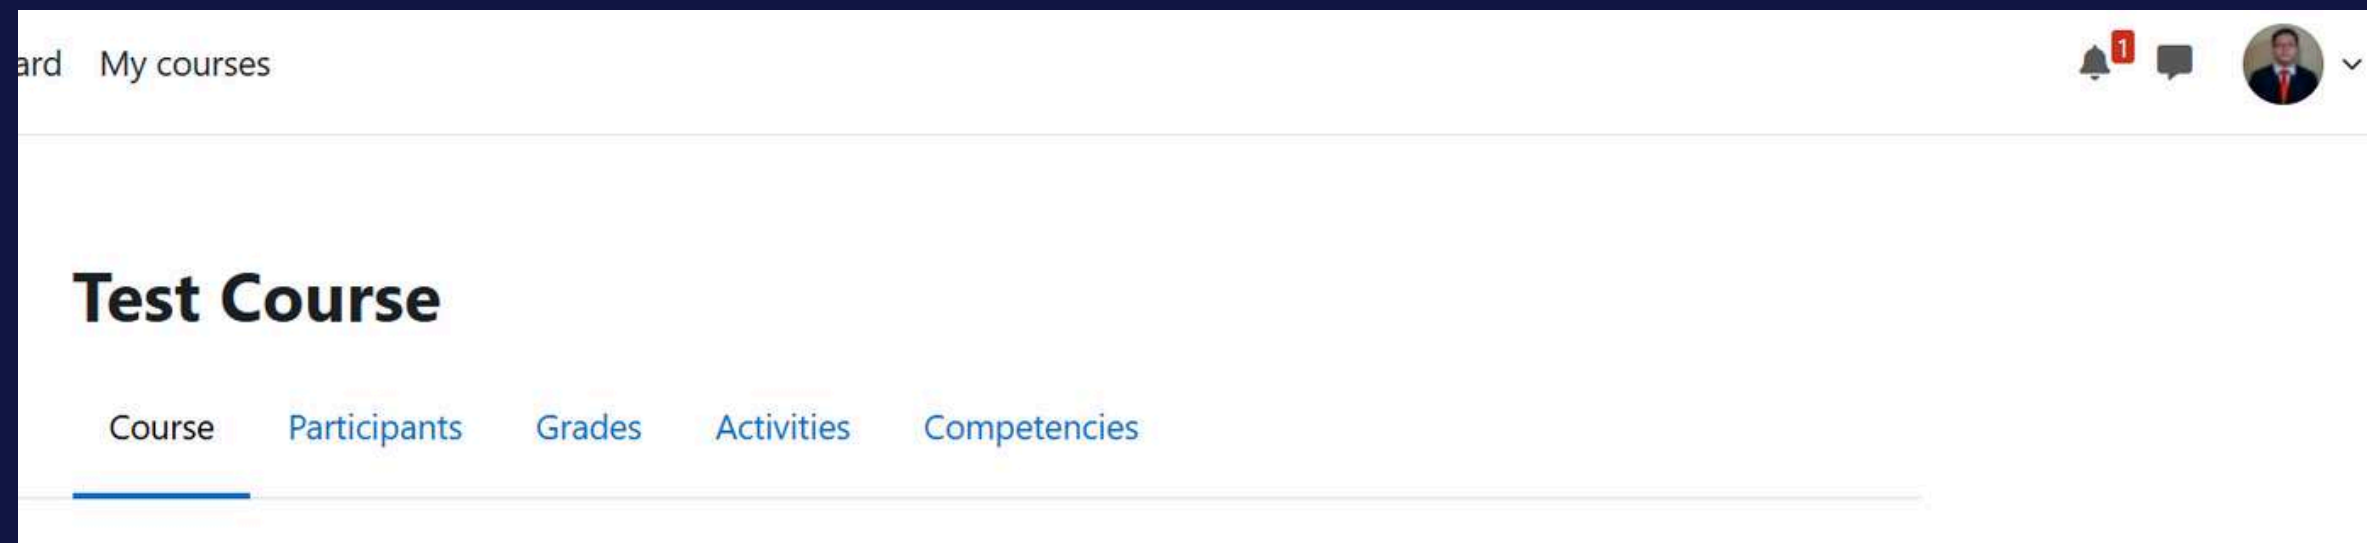 ard My courses
1
Test Course
Course Participants Grades Activities Competencies